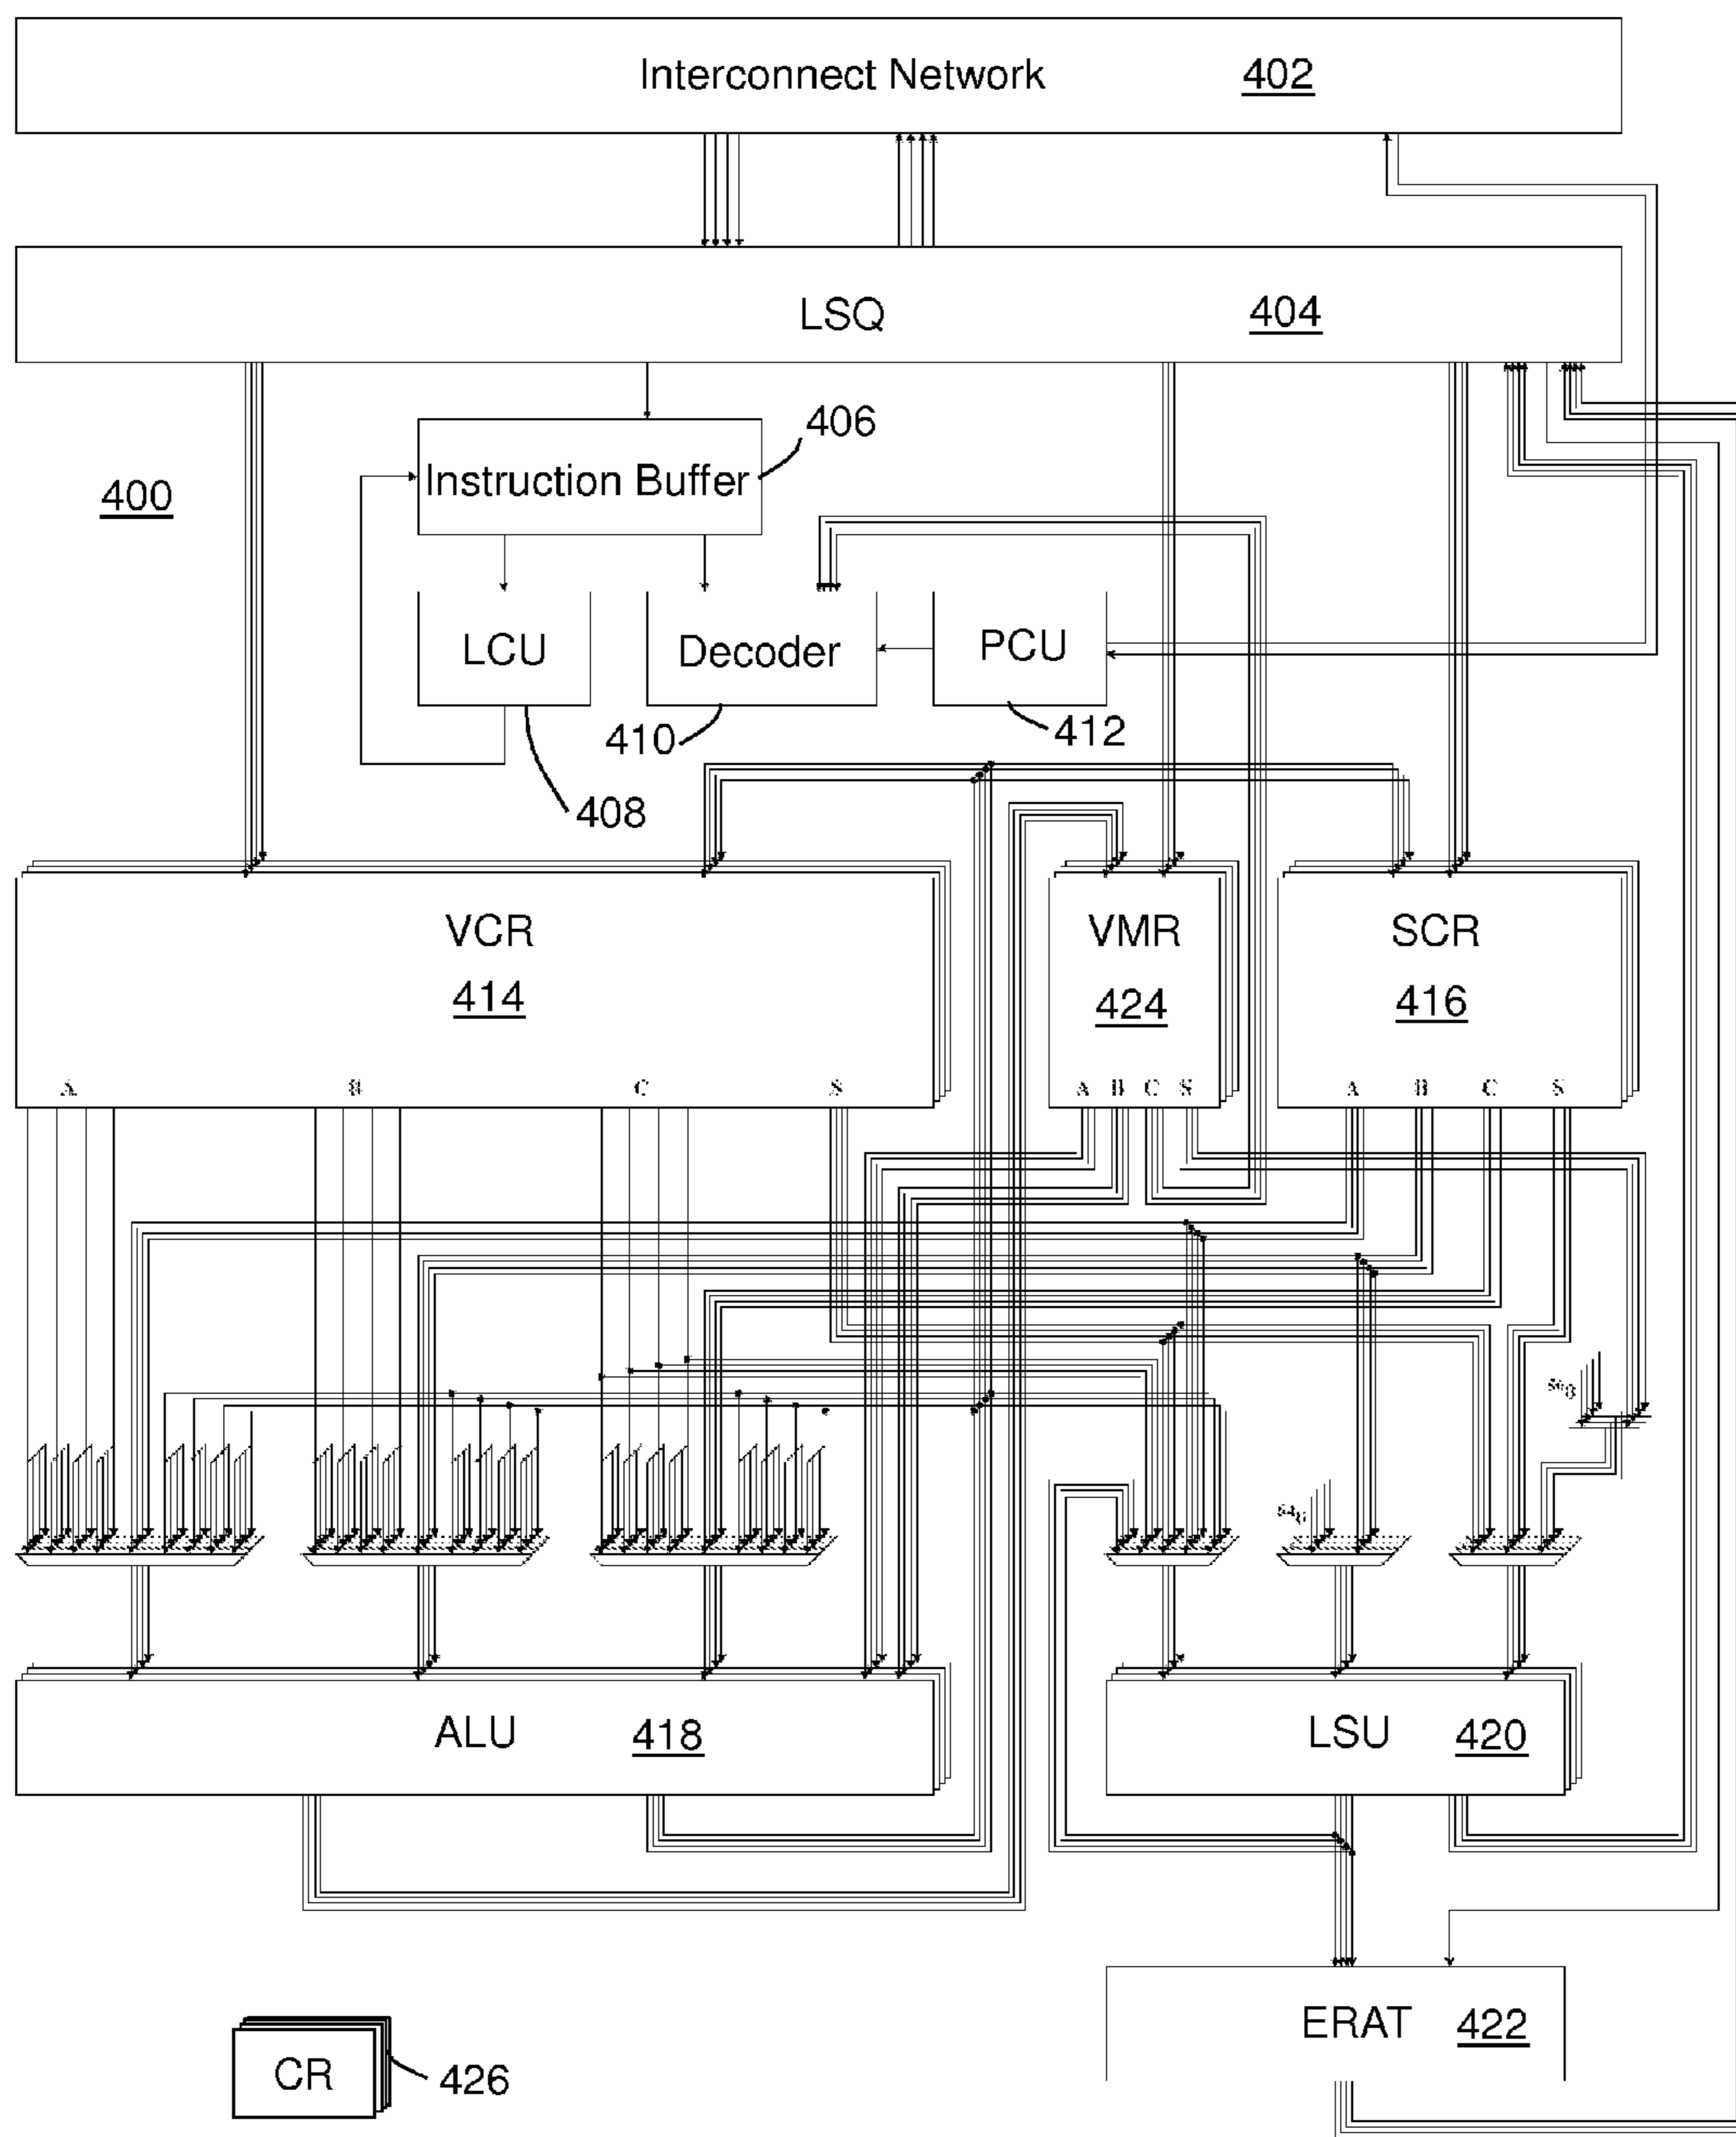 Interconnect Network 402
LSQ 404
406
Instruction Buffer
400
LCU
Decoder
PCU
410
412
408
VCR
VMR
SCR
414
424
416
A B C S
A B C S
A B C S
ALU 418
LSU 420
ERAT 422
CR
426